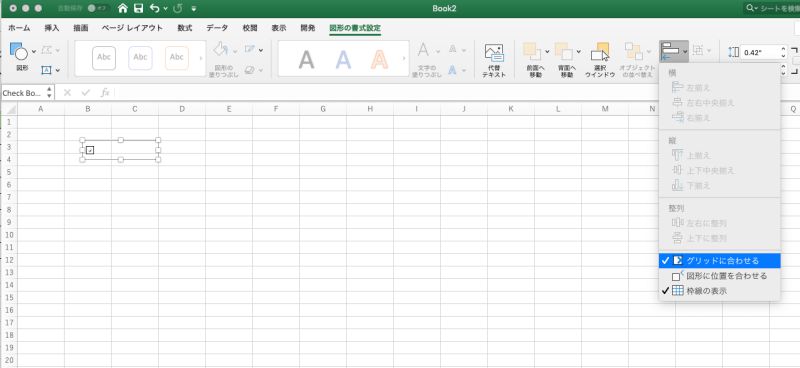 自動保存 オフ
Book2
シートを検索
ホーム 挿入 描画 ページ レイアウト 数式 データ 校閲 表示 開発 図形の書式設定
図形
Abc Abc Abc
図形の
塗りつぶし
A A A
文字の
塗りつぶし
代替
テキスト
前面へ
移動
背面へ
移動
選択
ウインドウ
オブジェクト
の並べ替え
0.42"
Check Bo...
fx
A B C D E F G H I J K L M N Q
1
2
3
4
5
6
7
8
9
10
11
12
13
14
15
16
17
18
19
20
横
左揃え
左右中央揃え
右揃え
縦
上揃え
上下中央揃え
下揃え
整列
左右に整列
上下に整列
グリッドに合わせる
図形に位置を合わせる
枠線の表示